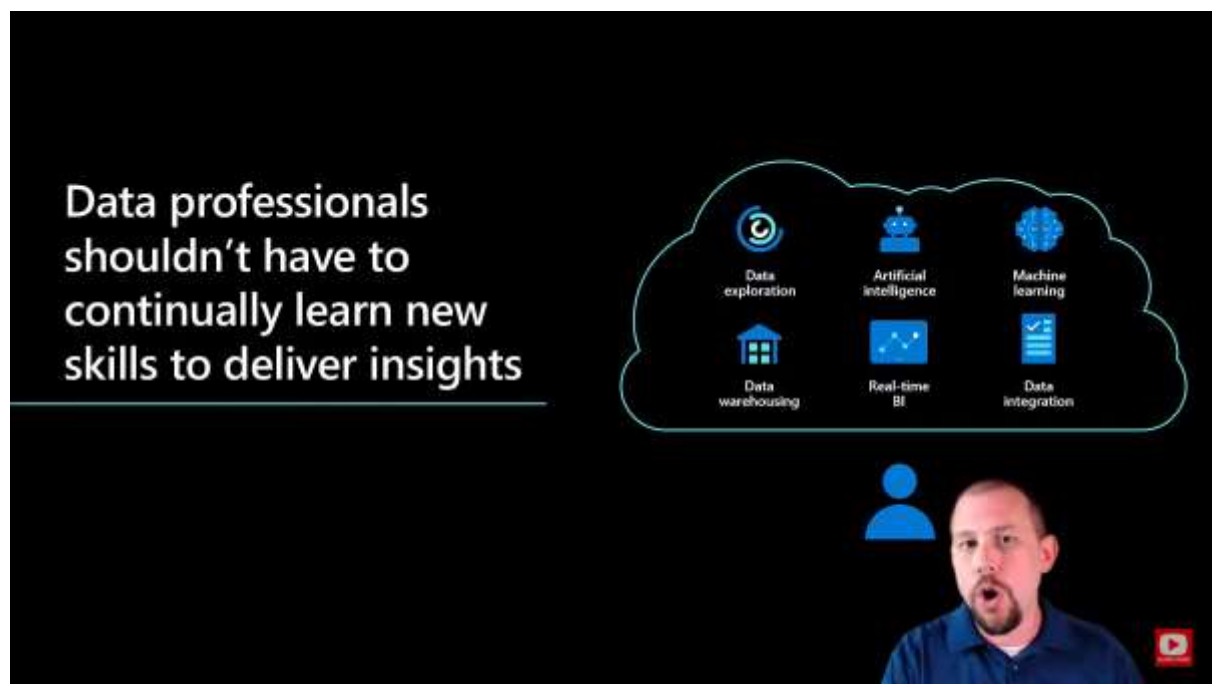 Data professionals
shouldn't have to
continually learn new
skills to deliver insights
Data
exploration
Artificial
intelligence
Machine
learning
Data
warehousing
Real-time
BI
Data
integration